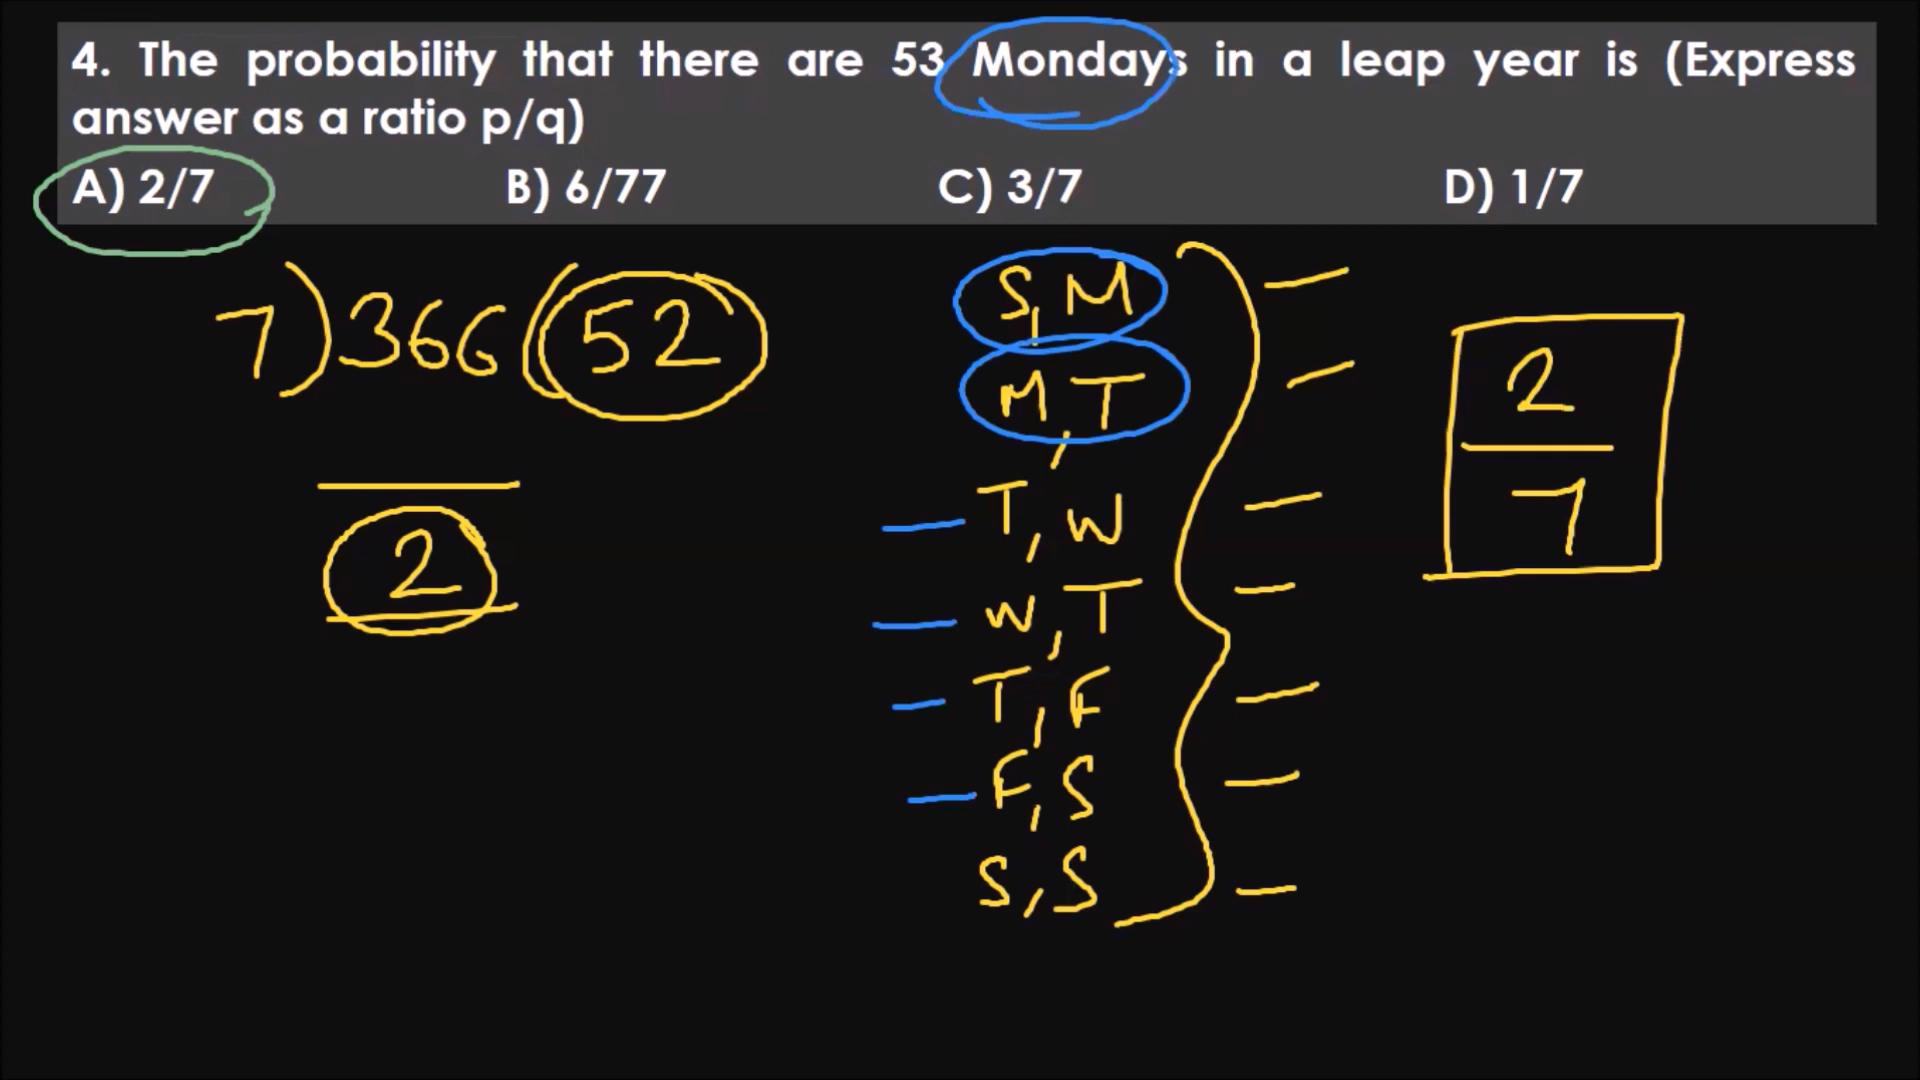 4. The probability that there are 53 Mondays in a leap year is (Express
answer as a ratio p/q)
A) 2/7 B) 6/77 C) 3/7 D) 1/7
7) 366 (52
2
S, M
M, T
T, W
W, T
T, F
F, S
S, S
2
7